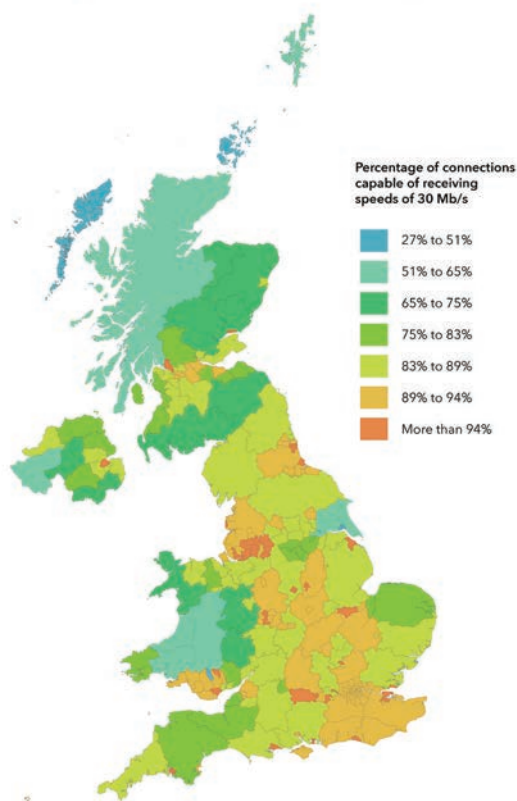 Percentage of connections
capable of receiving
speeds of 30 Mb/s
27% to 51%
51% to 65%
65% to 75%
75% to 83%
83% to 89%
89% to 94%
More than 94%